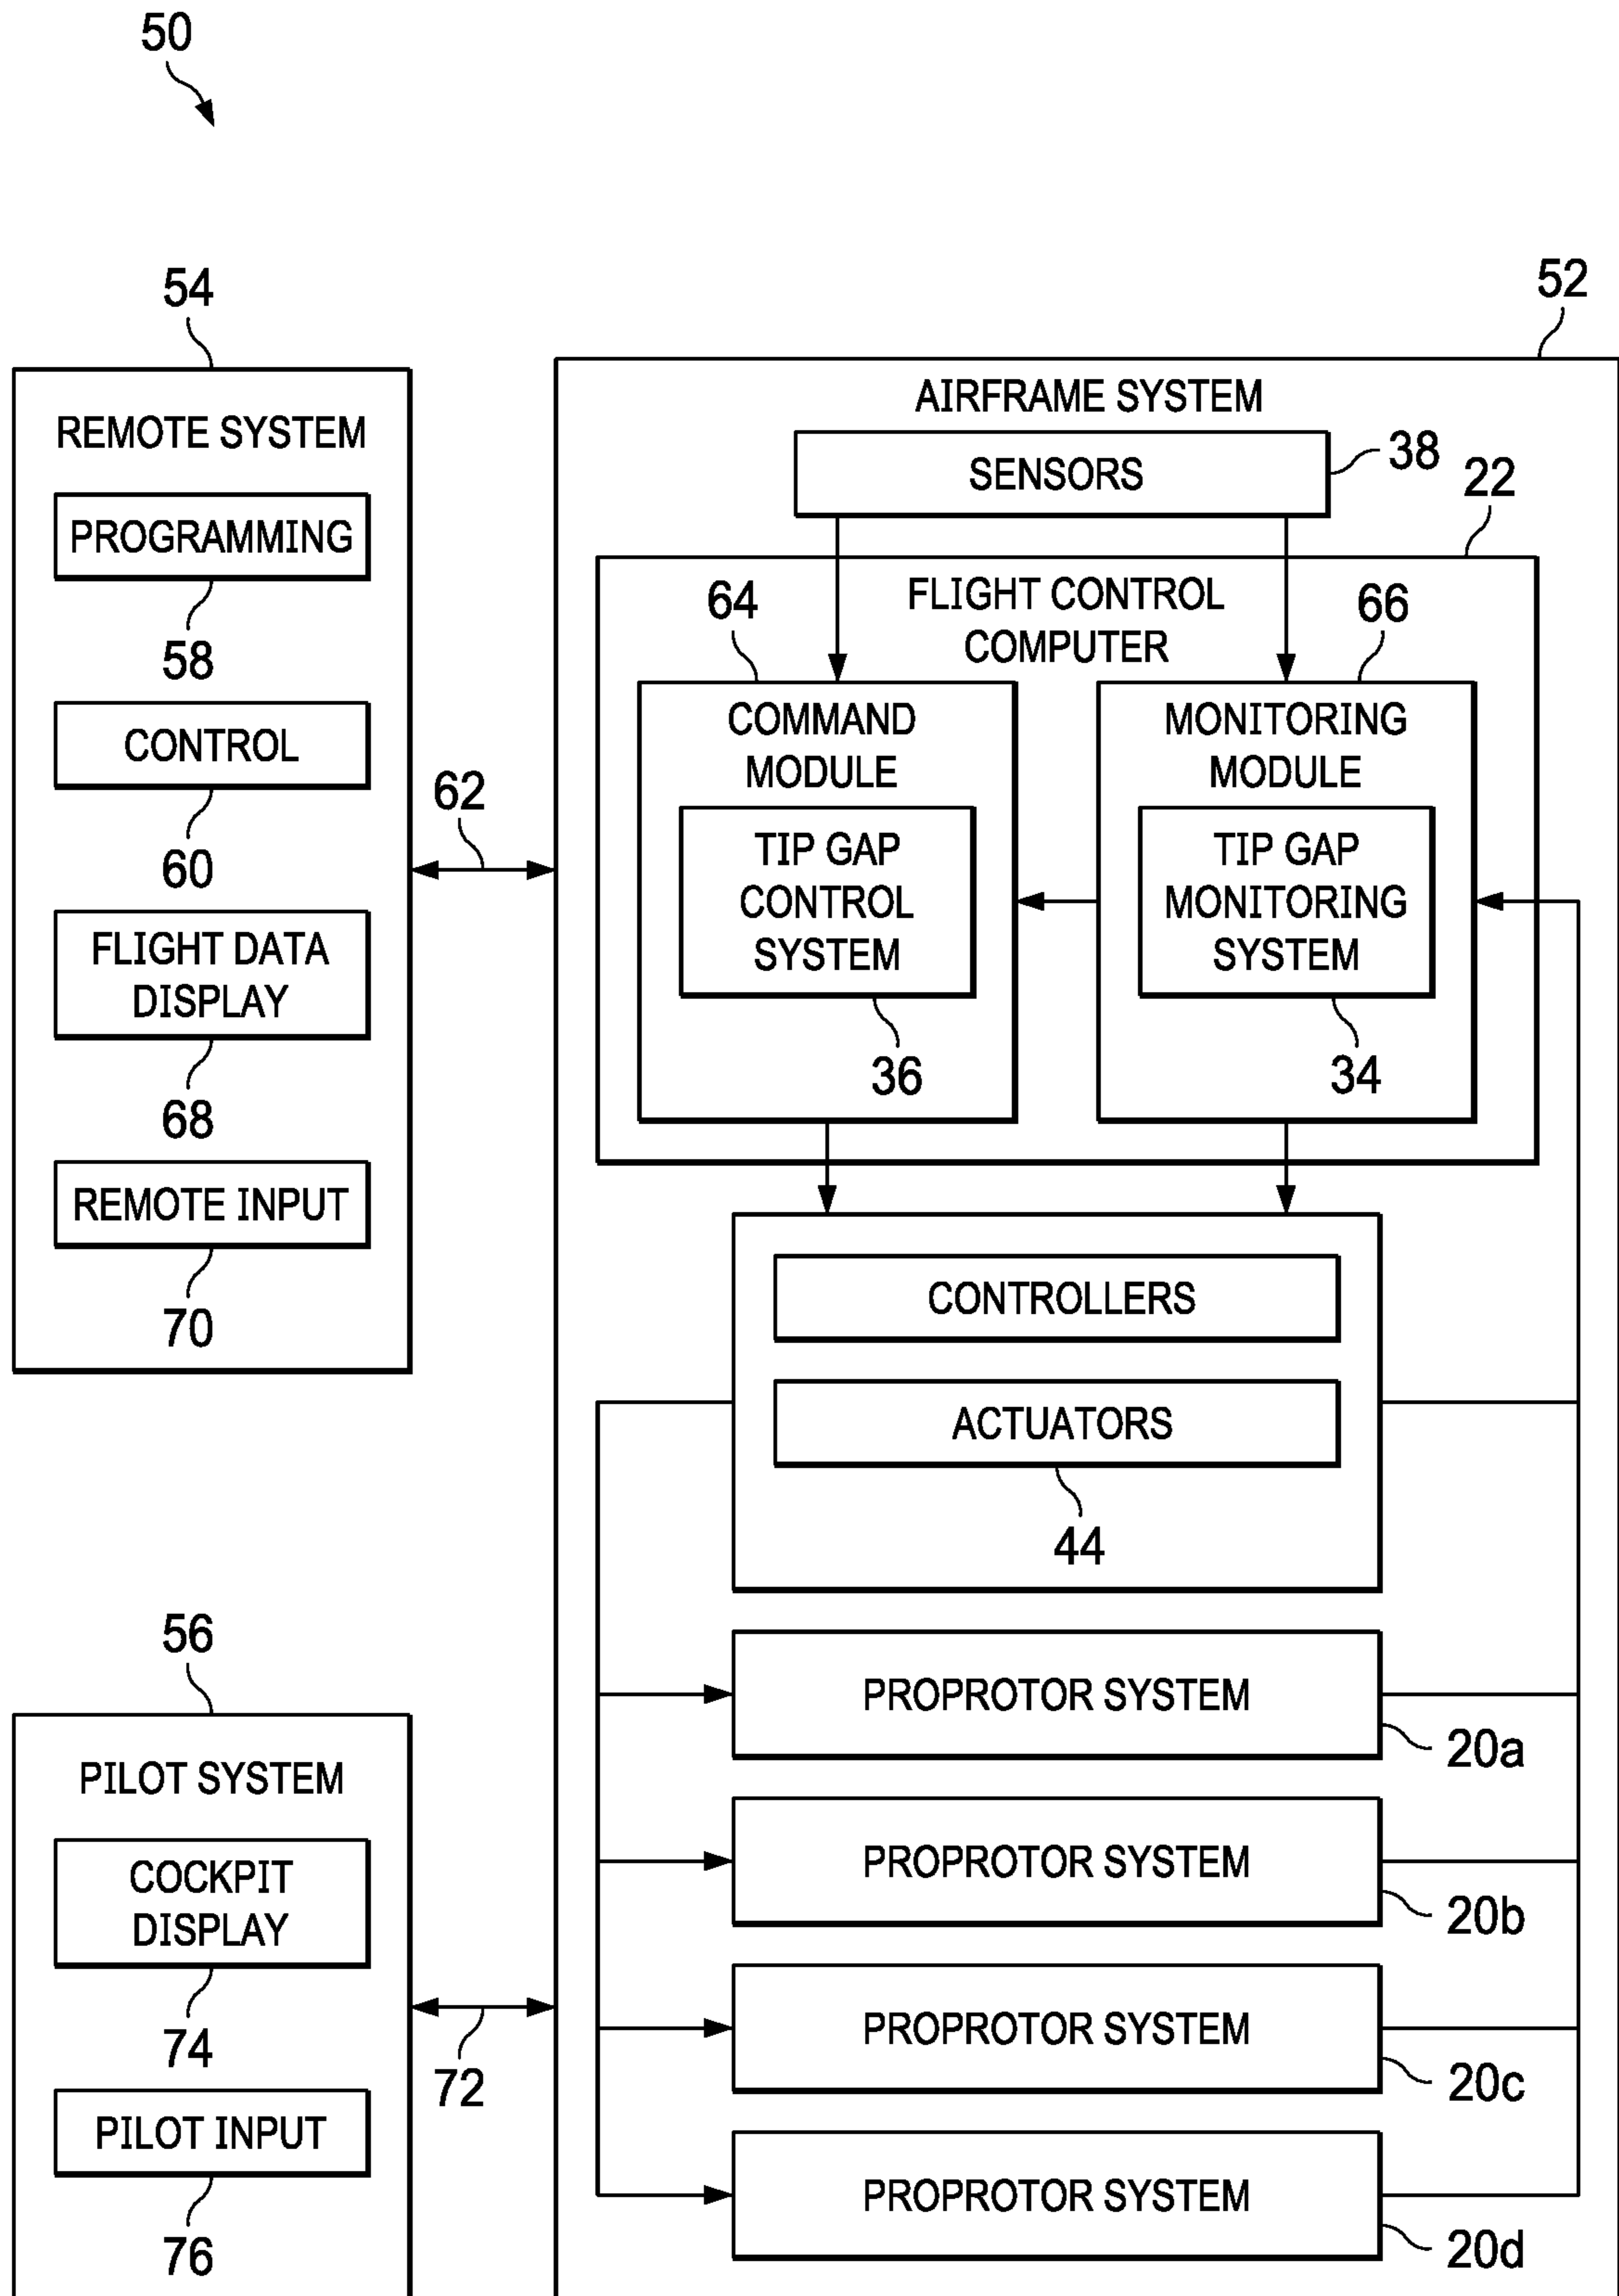 50
54
REMOTE SYSTEM
PROGRAMMING
58
CONTROL
60
FLIGHT DATA
DISPLAY
68
REMOTE INPUT
70
62
56
PILOT SYSTEM
COCKPIT
DISPLAY
74
PILOT INPUT
76
72
52
AIRFRAME SYSTEM
SENSORS
38
22
FLIGHT CONTROL
COMPUTER
64
COMMAND
MODULE
TIP GAP
CONTROL
SYSTEM
36
66
MONITORING
MODULE
TIP GAP
MONITORING
SYSTEM
34
CONTROLLERS
ACTUATORS
44
PROPROTOR SYSTEM
20a
PROPROTOR SYSTEM
20b
PROPROTOR SYSTEM
20c
PROPROTOR SYSTEM
20d